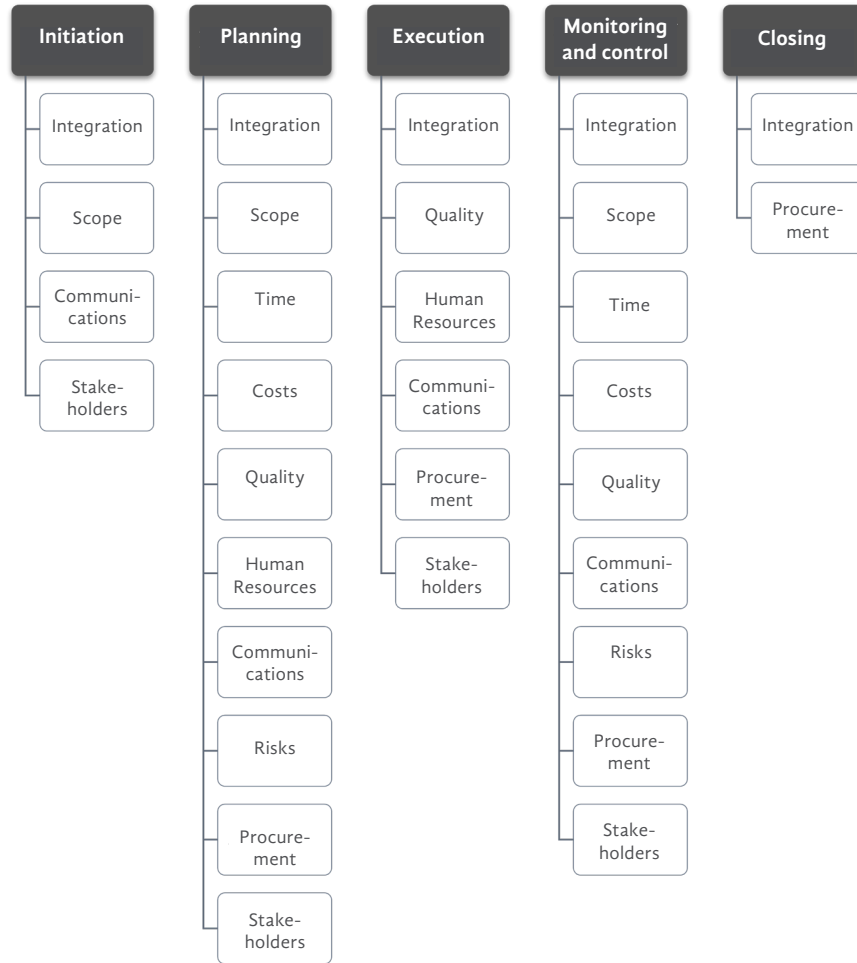 Initiation
Integration
Scope
Communi-
cations
Stake-
holders
Planning
Integration
Scope
Time
Costs
Quality
Human
Resources
Communi-
cations
Risks
Procure-
ment
Stake-
holders
Execution
Integration
Quality
Human
Resources
Communi-
cations
Procure-
ment
Stake-
holders
Monitoring
and control
Integration
Scope
Time
Costs
Quality
Communi-
cations
Risks
Procure-
ment
Stake-
holders
Closing
Integration
Procure-
ment